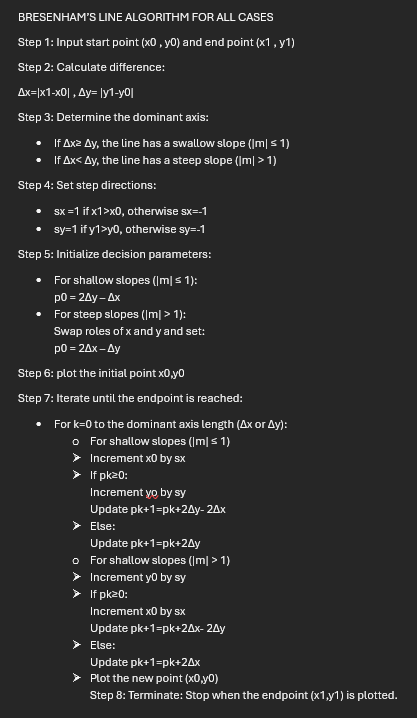 BRESENHAM'S LINE ALGORITHM FOR ALL CASES
Step 1: Input start point (x0 , y0) and end point (x1 , y1)
Step 2: Calculate difference:
Δx=|x1-x0| , Δy= |y1-y0|
Step 3: Determine the dominant axis:
• If Δx≥ Δy, the line has a swallow slope (|m| ≤ 1)
• If Δx< Δy, the line has a steep slope (|m| > 1)
Step 4: Set step directions:
• sx =1 if x1>x0, otherwise sx=-1
• sy=1 if y1>y0, otherwise sy=-1
Step 5: Initialize decision parameters:
• For shallow slopes (|m| ≤ 1):
p0 = 2Δy – Δx
• For steep slopes (|m| > 1):
Swap roles of x and y and set:
p0 = 2Δx – Δy
Step 6: plot the initial point x0,y0
Step 7: Iterate until the endpoint is reached:
• For k=0 to the dominant axis length (Δx or Δy):
o For shallow slopes (|m| ≤ 1)
➤ Increment x0 by sx
➤ If pk≥0:
Increment yo by sy
Update pk+1=pk+2Δy- 2Δx
➤ Else:
Update pk+1=pk+2Δy
o For shallow slopes (|m| > 1)
➤ Increment y0 by sy
➤ If pk≥0:
Increment x0 by sx
Update pk+1=pk+2Δx- 2Δy
➤ Else:
Update pk+1=pk+2Δx
➤ Plot the new point (x0,y0)
Step 8: Terminate: Stop when the endpoint (x1,y1) is plotted.